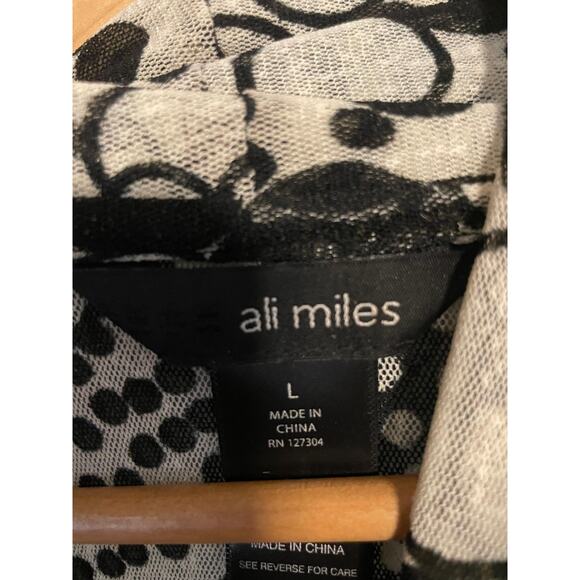 ali miles
L
MADE IN
CHINA
RN 127304
MADE IN CHINA
SEE REVERSE FOR CARE